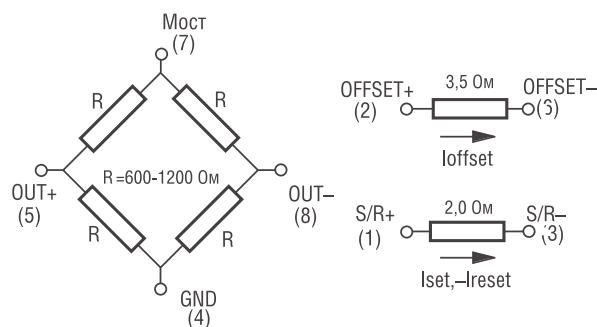 Мост
(7)
R
R
OUT+
(5)
R=600-1200 Ом
OUT–
(8)
R
R
GND
(4)
3,5 Ом
OFFSET+
(2)
OFFSET–
(6)
Ioffset
2,0 Ом
S/R+
(1)
S/R–
(3)
Iset,–Ireset